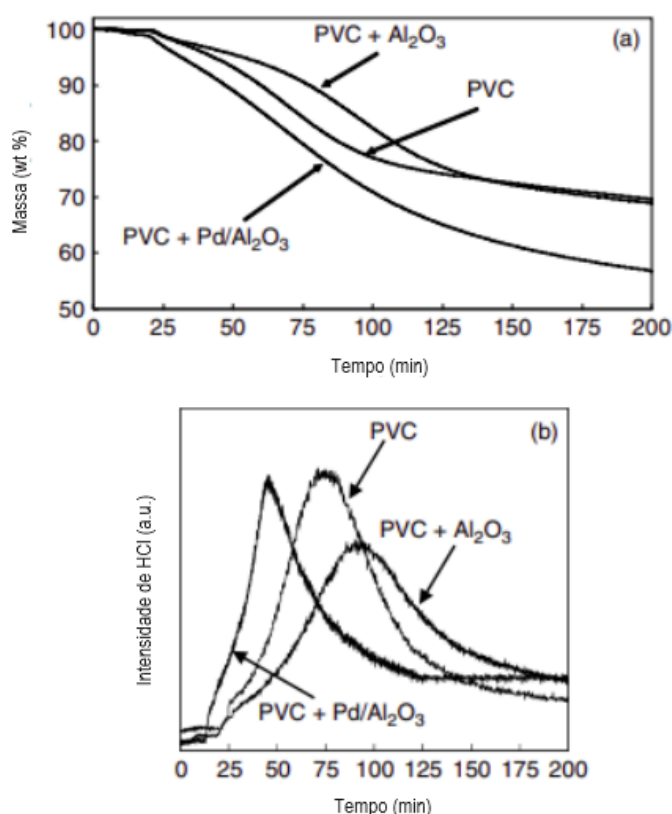 (a)
PVC + Al₂O₃
PVC
PVC + Pd/Al₂O₃
Massa (wt %)
100
90
80
70
60
50
0 25 50 75 100 125 150 175 200
Tempo (min)
(b)
PVC
PVC + Al₂O₃
PVC + Pd/Al₂O₃
Intensidade de HCl (a.u.)
0 25 50 75 100 125 150 175 200
Tempo (min)